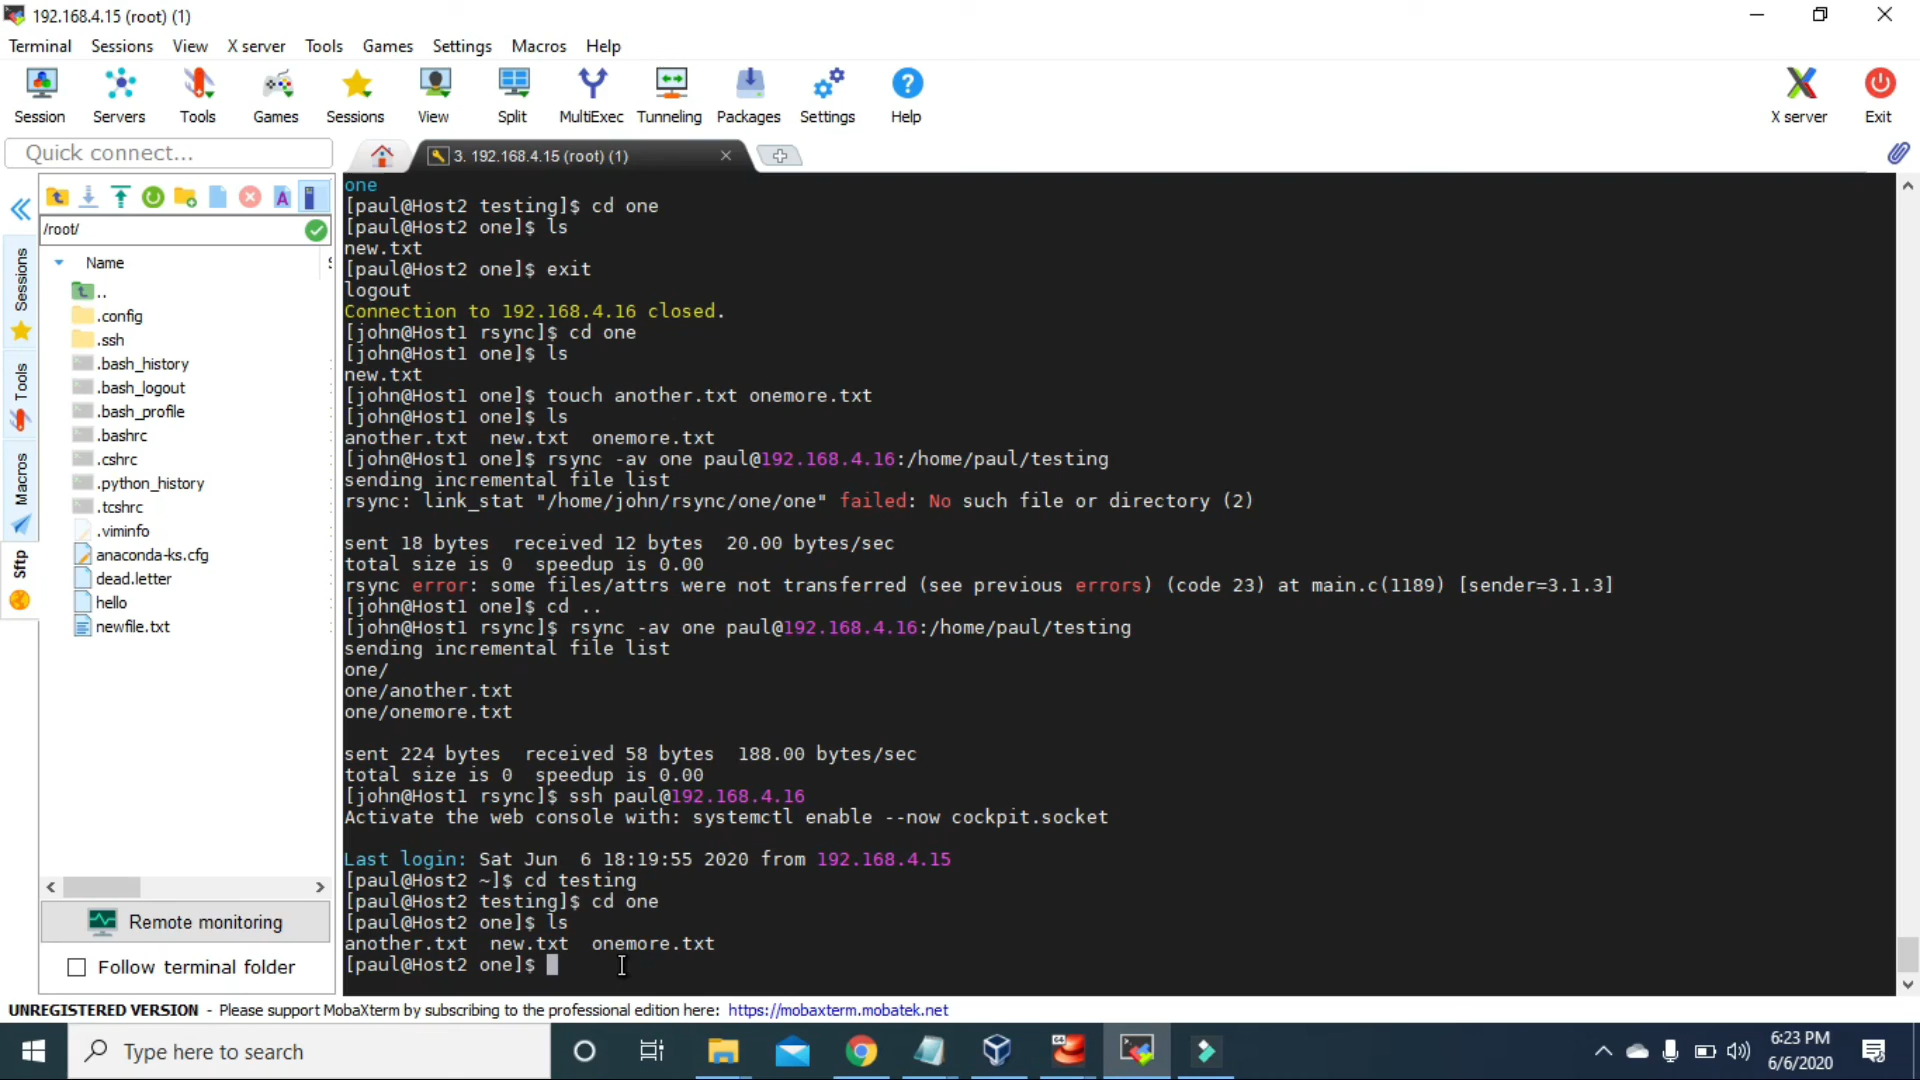 192.168.4.15 (root) (1)
Terminal Sessions View X server Tools Games Settings Macros Help
Session Servers Tools Games Sessions View Split MultiExec Tunneling Packages Settings Help X server Exit
Quick connect...
3. 192.168.4.15 (root) (1)
/root/
Name
..
.config
.ssh
.bash_history
.bash_logout
.bash_profile
.bashrc
.cshrc
.python_history
.tcshrc
.viminfo
anaconda-ks.cfg
dead.letter
hello
newfile.txt
Remote monitoring
Follow terminal folder
Sessions
Tools
Macros
Sftp
one
[paul@Host2 testing]$ cd one
[paul@Host2 one]$ ls
new.txt
[paul@Host2 one]$ exit
logout
Connection to 192.168.4.16 closed.
[john@Host1 rsync]$ cd one
[john@Host1 one]$ ls
new.txt
[john@Host1 one]$ touch another.txt onemore.txt
[john@Host1 one]$ ls
another.txt new.txt onemore.txt
[john@Host1 one]$ rsync -av one paul@192.168.4.16:/home/paul/testing
sending incremental file list
rsync: link_stat "/home/john/rsync/one/one" failed: No such file or directory (2)
sent 18 bytes received 12 bytes 20.00 bytes/sec
total size is 0 speedup is 0.00
rsync error: some files/attrs were not transferred (see previous errors) (code 23) at main.c(1189) [sender=3.1.3]
[john@Host1 one]$ cd ..
[john@Host1 rsync]$ rsync -av one paul@192.168.4.16:/home/paul/testing
sending incremental file list
one/
one/another.txt
one/onemore.txt
sent 224 bytes received 58 bytes 188.00 bytes/sec
total size is 0 speedup is 0.00
[john@Host1 rsync]$ ssh paul@192.168.4.16
Activate the web console with: systemctl enable --now cockpit.socket
Last login: Sat Jun 6 18:19:55 2020 from 192.168.4.15
[paul@Host2 ~]$ cd testing
[paul@Host2 testing]$ cd one
[paul@Host2 one]$ ls
another.txt new.txt onemore.txt
[paul@Host2 one]$
UNREGISTERED VERSION - Please support MobaXterm by subscribing to the professional edition here: https://mobaxterm.mobatek.net
Type here to search
6:23 PM
6/6/2020